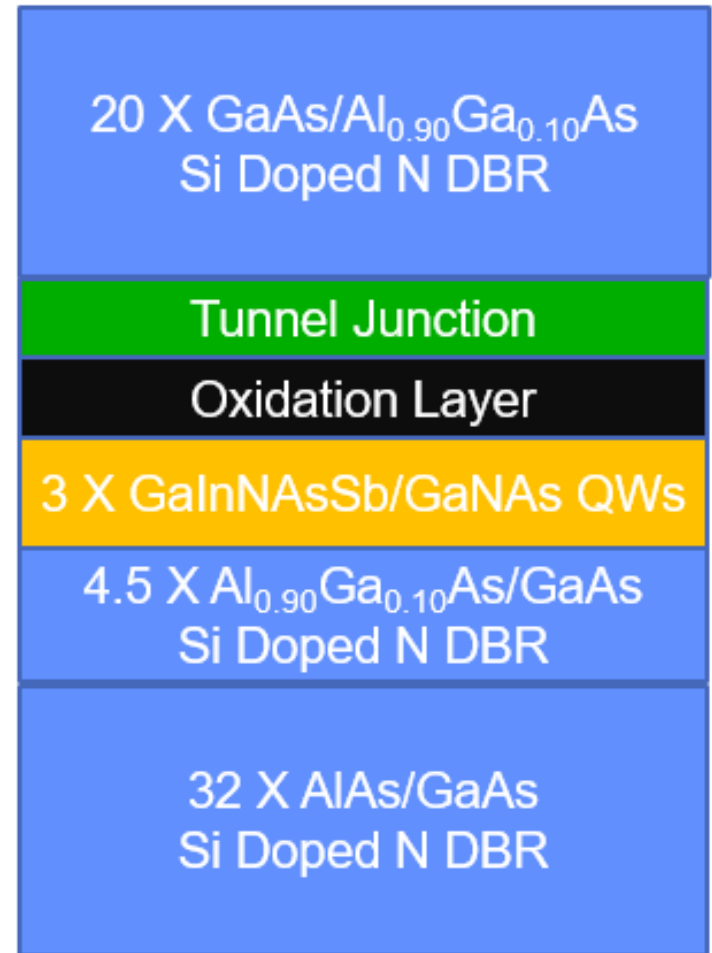 20 X GaAs/Al₀.₉₀Ga₀.₁₀As
Si Doped N DBR
Tunnel Junction
Oxidation Layer
3 X GaInNAsSb/GaNAs QWs
4.5 X Al₀.₉₀Ga₀.₁₀As/GaAs
Si Doped N DBR
32 X AlAs/GaAs
Si Doped N DBR